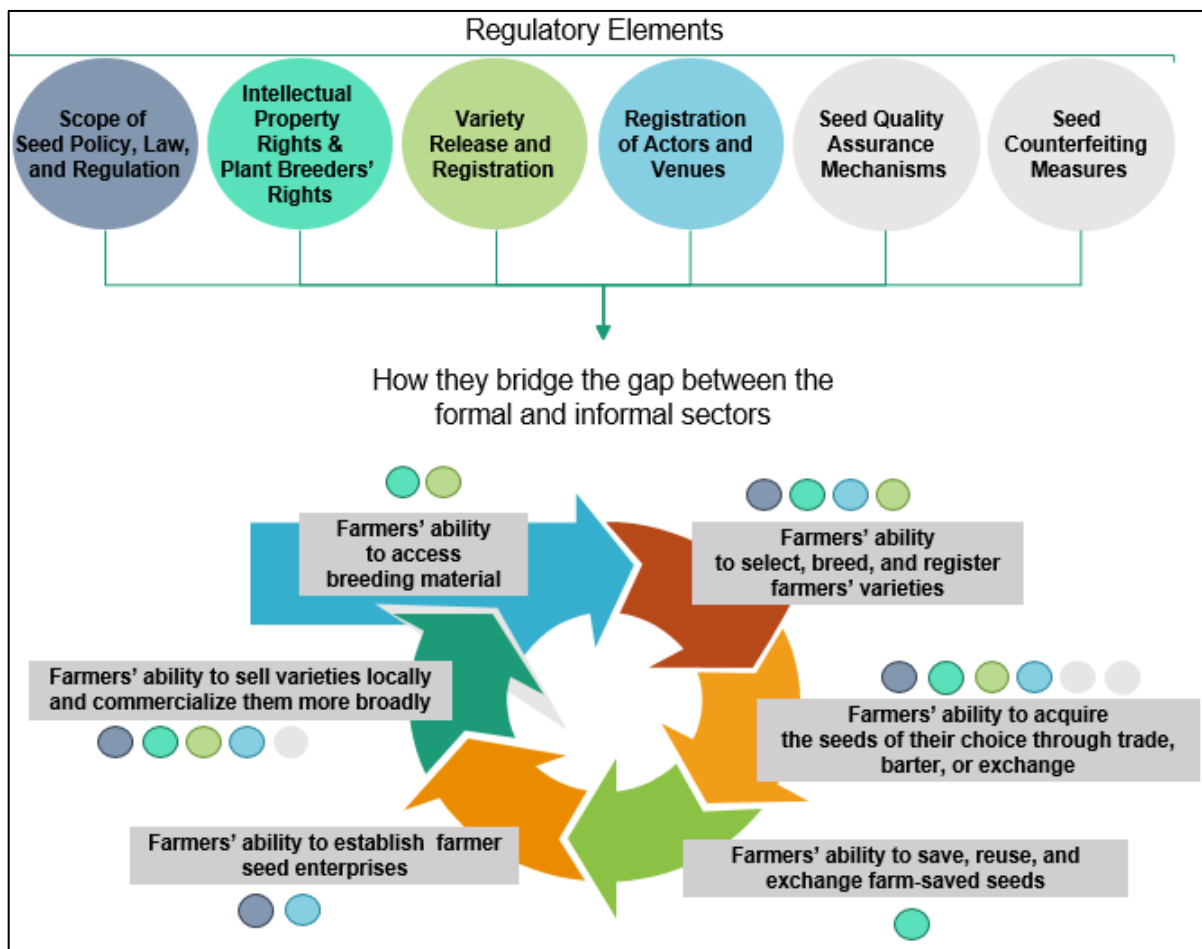 Regulatory Elements
Scope of
Seed Policy, Law,
and Regulation
Intellectual
Property
Rights &
Plant Breeders’
Rights
Variety
Release and
Registration
Registration
of Actors and
Venues
Seed Quality
Assurance
Mechanisms
Seed
Counterfeiting
Measures
How they bridge the gap between the
formal and informal sectors
Farmers’ ability
to access
breeding material
Farmers’ ability
to select, breed, and register
farmers’ varieties
Farmers’ ability to sell varieties locally
and commercialize them more broadly
Farmers’ ability to acquire
the seeds of their choice through trade,
barter, or exchange
Farmers’ ability to establish farmer
seed enterprises
Farmers’ ability to save, reuse, and
exchange farm-saved seeds